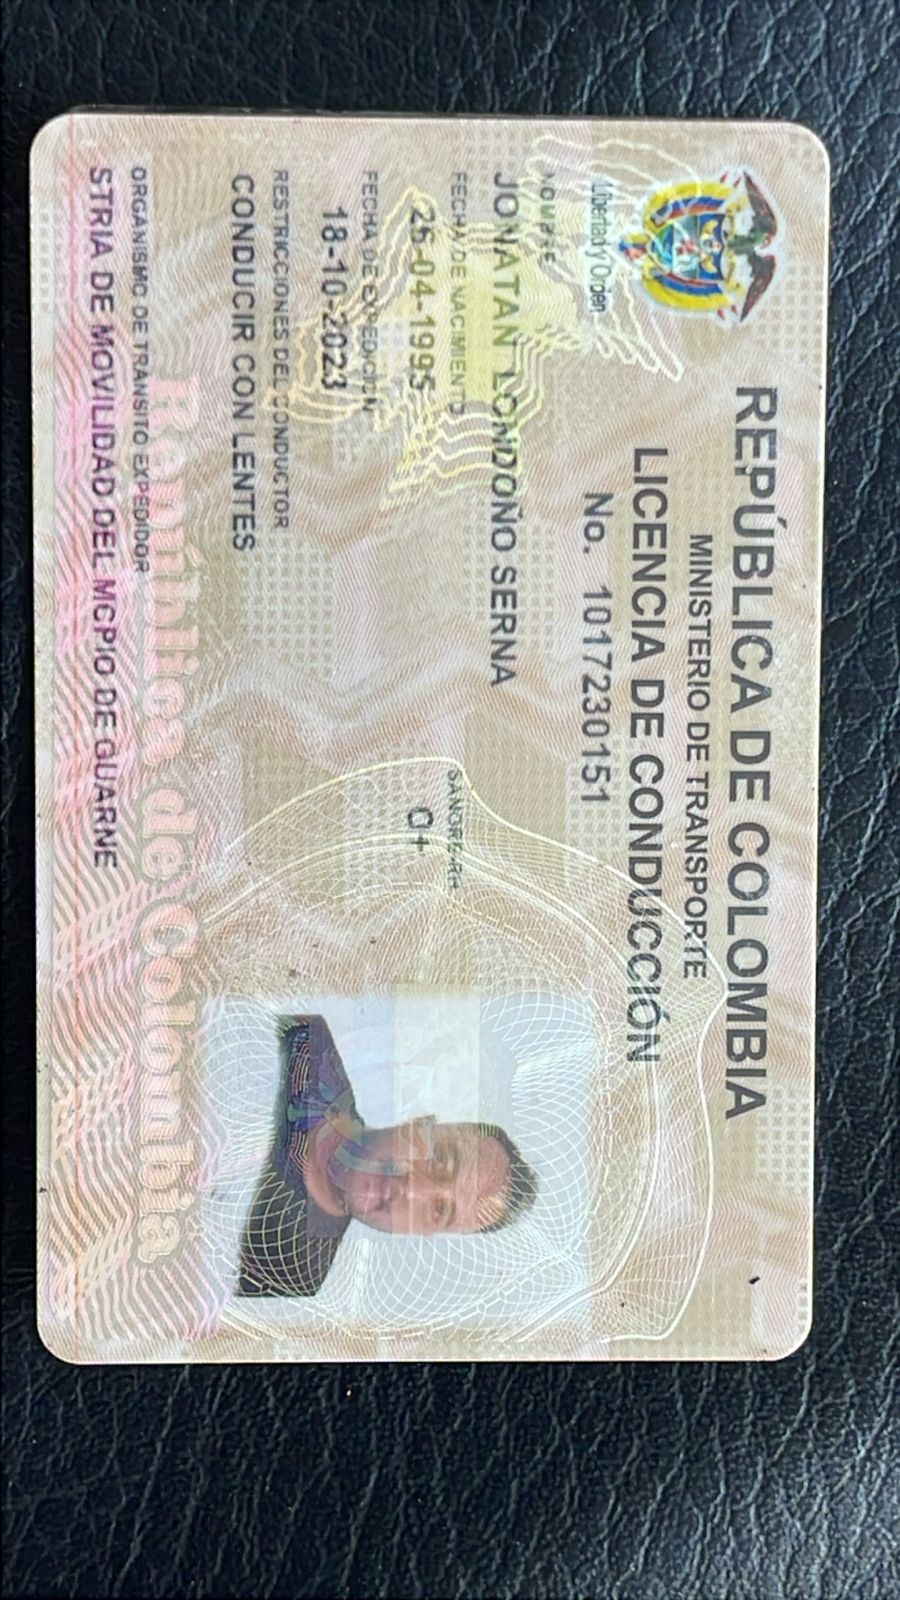 REPÚBLICA DE COLOMBIA
MINISTERIO DE TRANSPORTE
LICENCIA DE CONDUCCIÓN
No. 1017230151
Libertad y Orden
NOMBRE
JONATAN LONDOÑO SERNA
FECHA DE NACIMIENTO
SANGRE-RH
26-04-1995
O+
FECHA DE EXPEDICIÓN
18-10-2023
RESTRICCIONES DEL CONDUCTOR
CONDUCIR CON LENTES
República de Colombia
ORGANISMO DE TRÁNSITO EXPEDIDOR
STRIA DE MOVILIDAD DEL MCPIO DE GUARNE